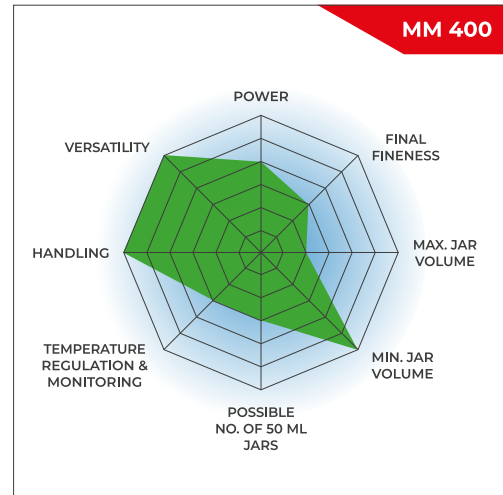 MM 400
POWER
FINAL
FINENESS
VERSATILITY
HANDLING
MAX. JAR
VOLUME
TEMPERATURE
REGULATION &
MONITORING
MIN. JAR
VOLUME
POSSIBLE
NO. OF 50 ML
JARS